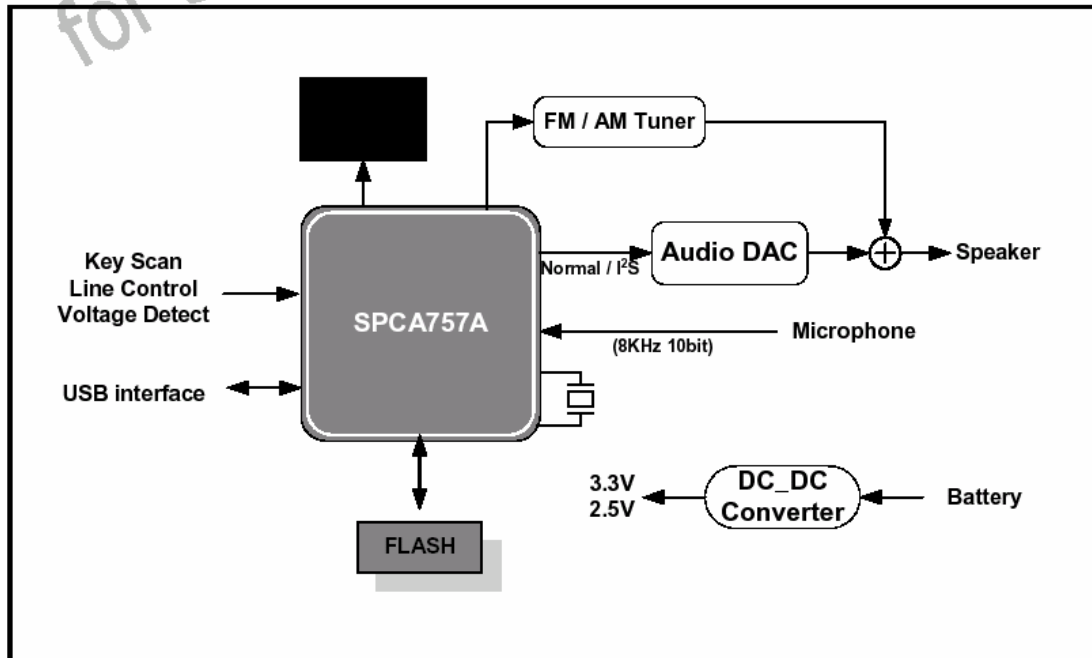 for
FM / AM Tuner
Key Scan
Line Control
Voltage Detect
Normal / I²S
Audio DAC
Speaker
SPCA757A
(8KHz 10bit)
Microphone
USB interface
3.3V
2.5V
DC_DC
Converter
Battery
FLASH